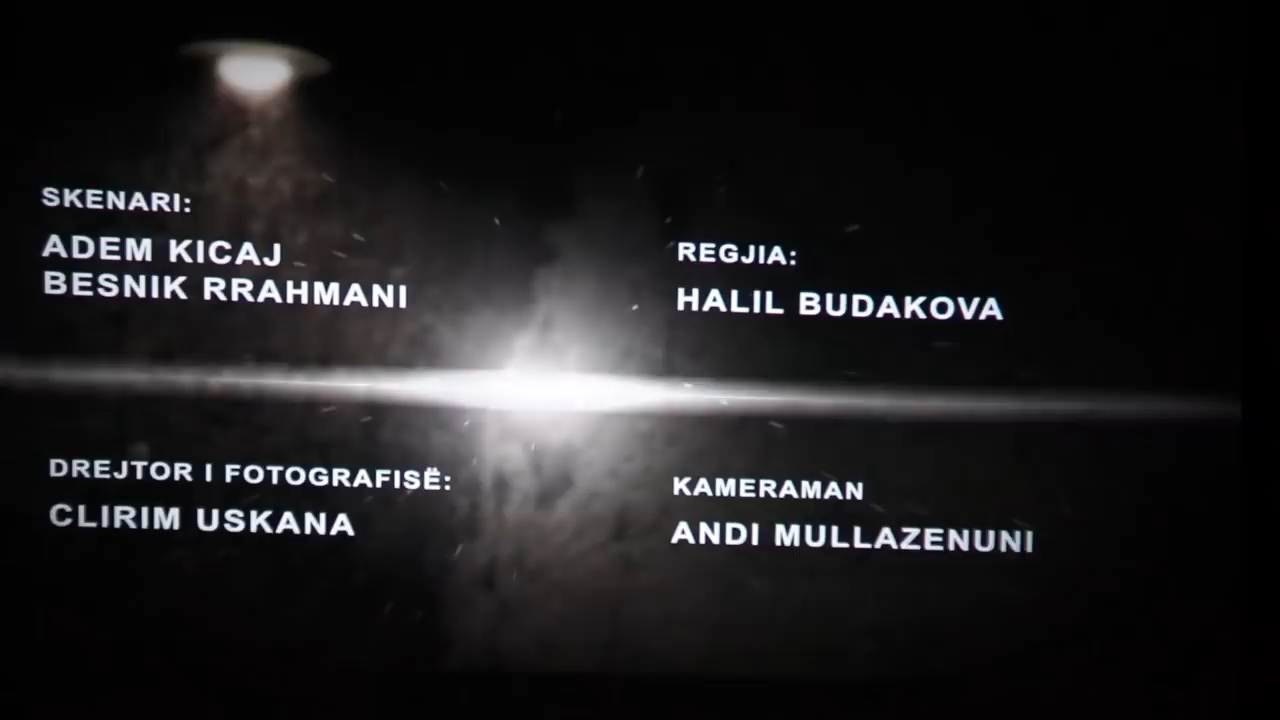 SKENARI:
ADEM KICAJ
BESNIK RRAHMANI
REGJIA:
HALIL BUDAKOVA
DREJTOR I FOTOGRAFISË:
CLIRIM USKANA
KAMERAMAN
ANDI MULLAZENUNI